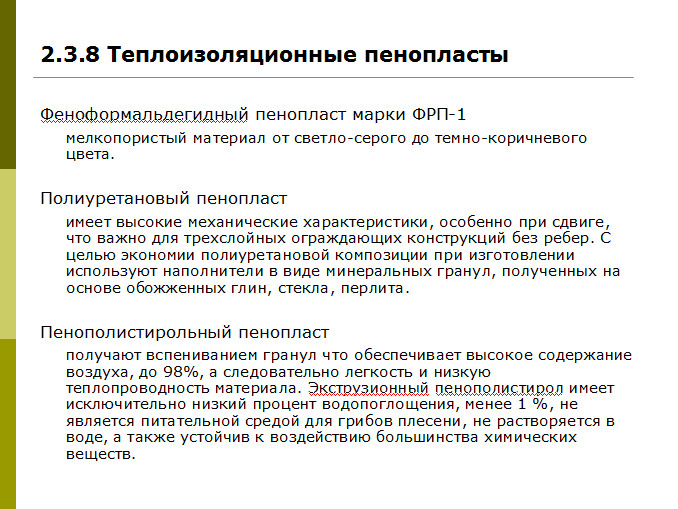 2.3.8 Теплоизоляционные пенопласты
Феноформальдегидный пенопласт марки ФРП-1
мелкопористый материал от светло-серого до темно-коричневого
цвета.
Полиуретановый пенопласт
имеет высокие механические характеристики, особенно при сдвиге,
что важно для трехслойных ограждающих конструкций без ребер. С
целью экономии полиуретановой композиции при изготовлении
используют наполнители в виде минеральных гранул, полученных на
основе обожженных глин, стекла, перлита.
Пенополистирольный пенопласт
получают вспениванием гранул что обеспечивает высокое содержание
воздуха, до 98%, а следовательно легкость и низкую
теплопроводность материала. Экструзионный пенополистирол имеет
исключительно низкий процент водопоглощения, менее 1 %, не
является питательной средой для грибов плесени, не растворяется в
воде, а также устойчив к воздействию большинства химических
веществ.